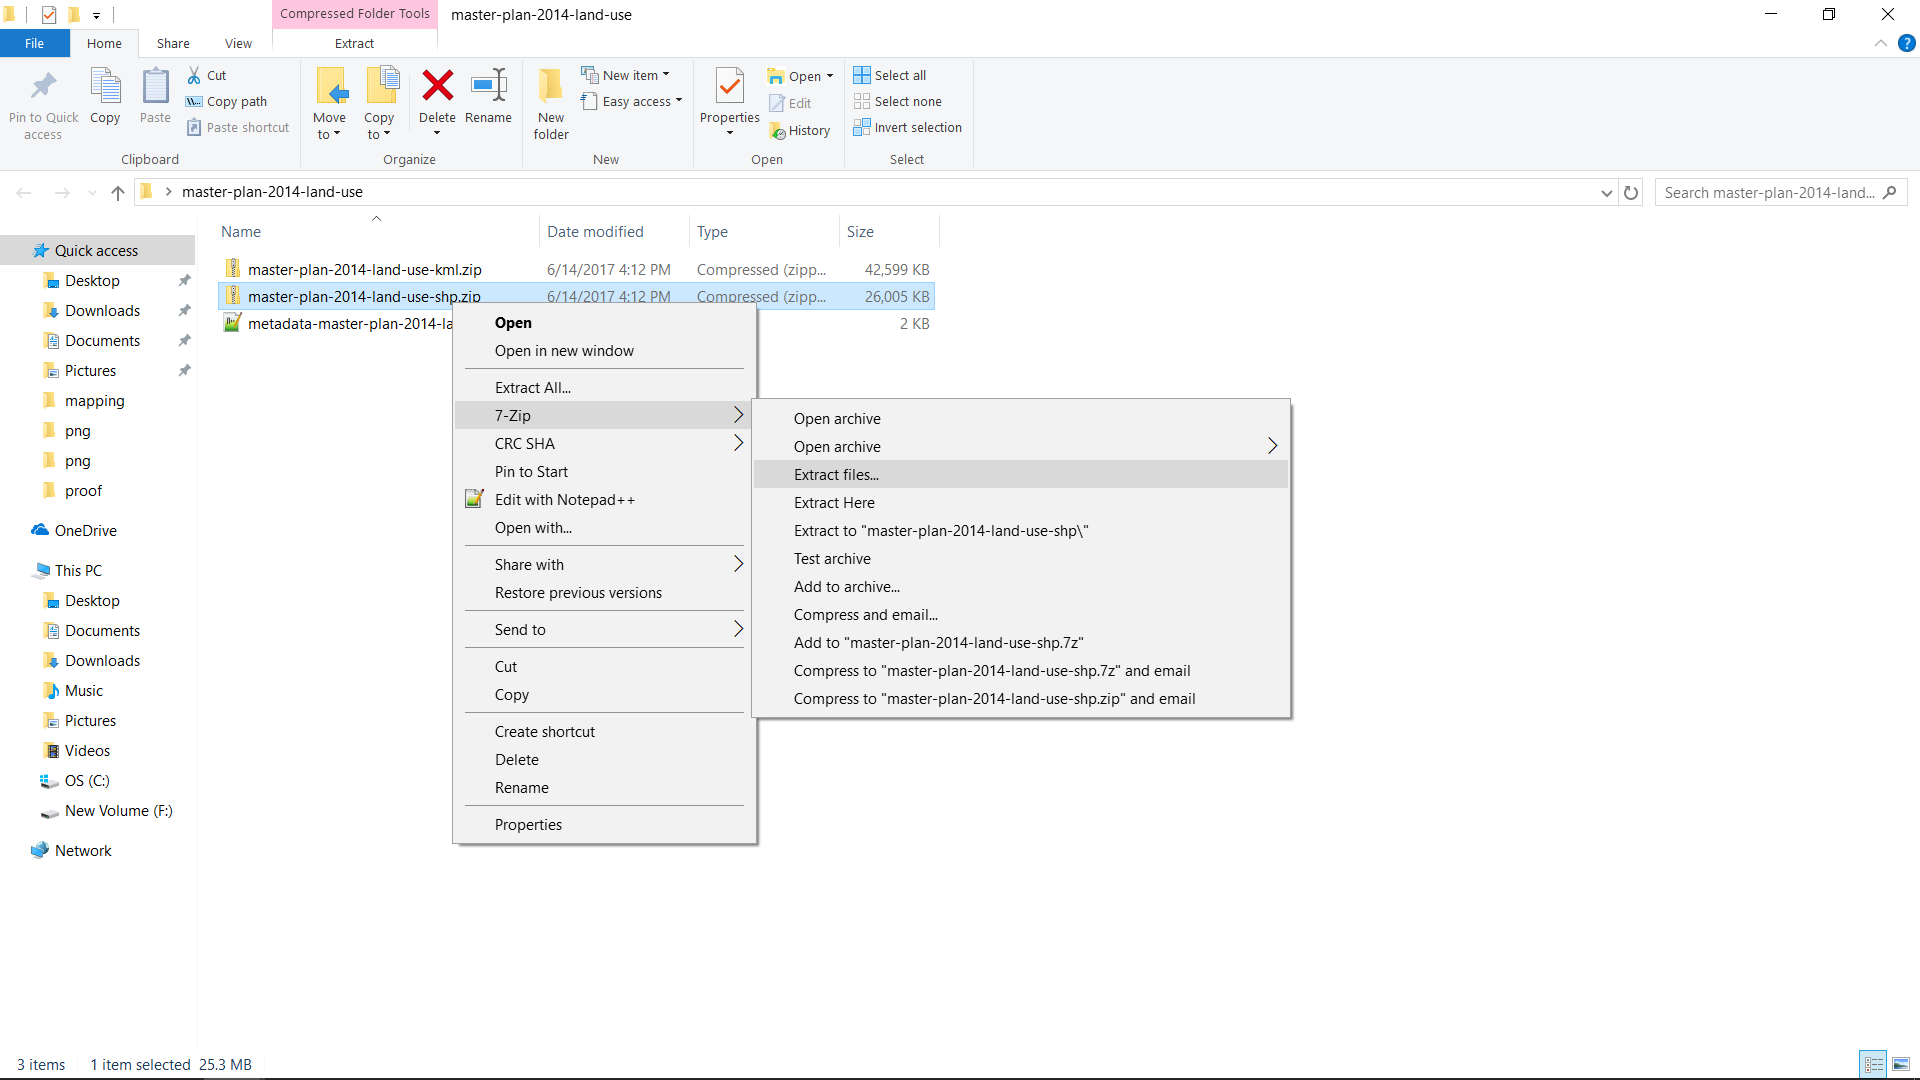 Compressed Folder Tools
master-plan-2014-land-use
File
Home
Share
View
Extract
Pin to Quick
access
Copy
Paste
Cut
Copy path
Paste shortcut
Clipboard
Move
to
Copy
to
Delete
Rename
Organize
New
folder
New item
Easy access
New
Properties
Open
Edit
History
Open
Select all
Select none
Invert selection
Select
master-plan-2014-land-use
Search master-plan-2014-land...
Name
Date modified
Type
Size
master-plan-2014-land-use-kml.zip 6/14/2017 4:12 PM Compressed (zipp... 42,599 KB
master-plan-2014-land-use-shp.zip 6/14/2017 4:12 PM Compressed (zipp... 26,005 KB
metadata-master-plan-2014-la 2 KB
Quick access
Desktop
Downloads
Documents
Pictures
mapping
png
png
proof
OneDrive
This PC
Desktop
Documents
Downloads
Music
Pictures
Videos
OS (C:)
New Volume (F:)
Network
Open
Open in new window
Extract All...
7-Zip
CRC SHA
Pin to Start
Edit with Notepad++
Open with...
Share with
Restore previous versions
Send to
Cut
Copy
Create shortcut
Delete
Rename
Properties
Open archive
Open archive
Extract files...
Extract Here
Extract to "master-plan-2014-land-use-shp\"
Test archive
Add to archive...
Compress and email...
Add to "master-plan-2014-land-use-shp.7z"
Compress to "master-plan-2014-land-use-shp.7z" and email
Compress to "master-plan-2014-land-use-shp.zip" and email
3 items 1 item selected 25.3 MB